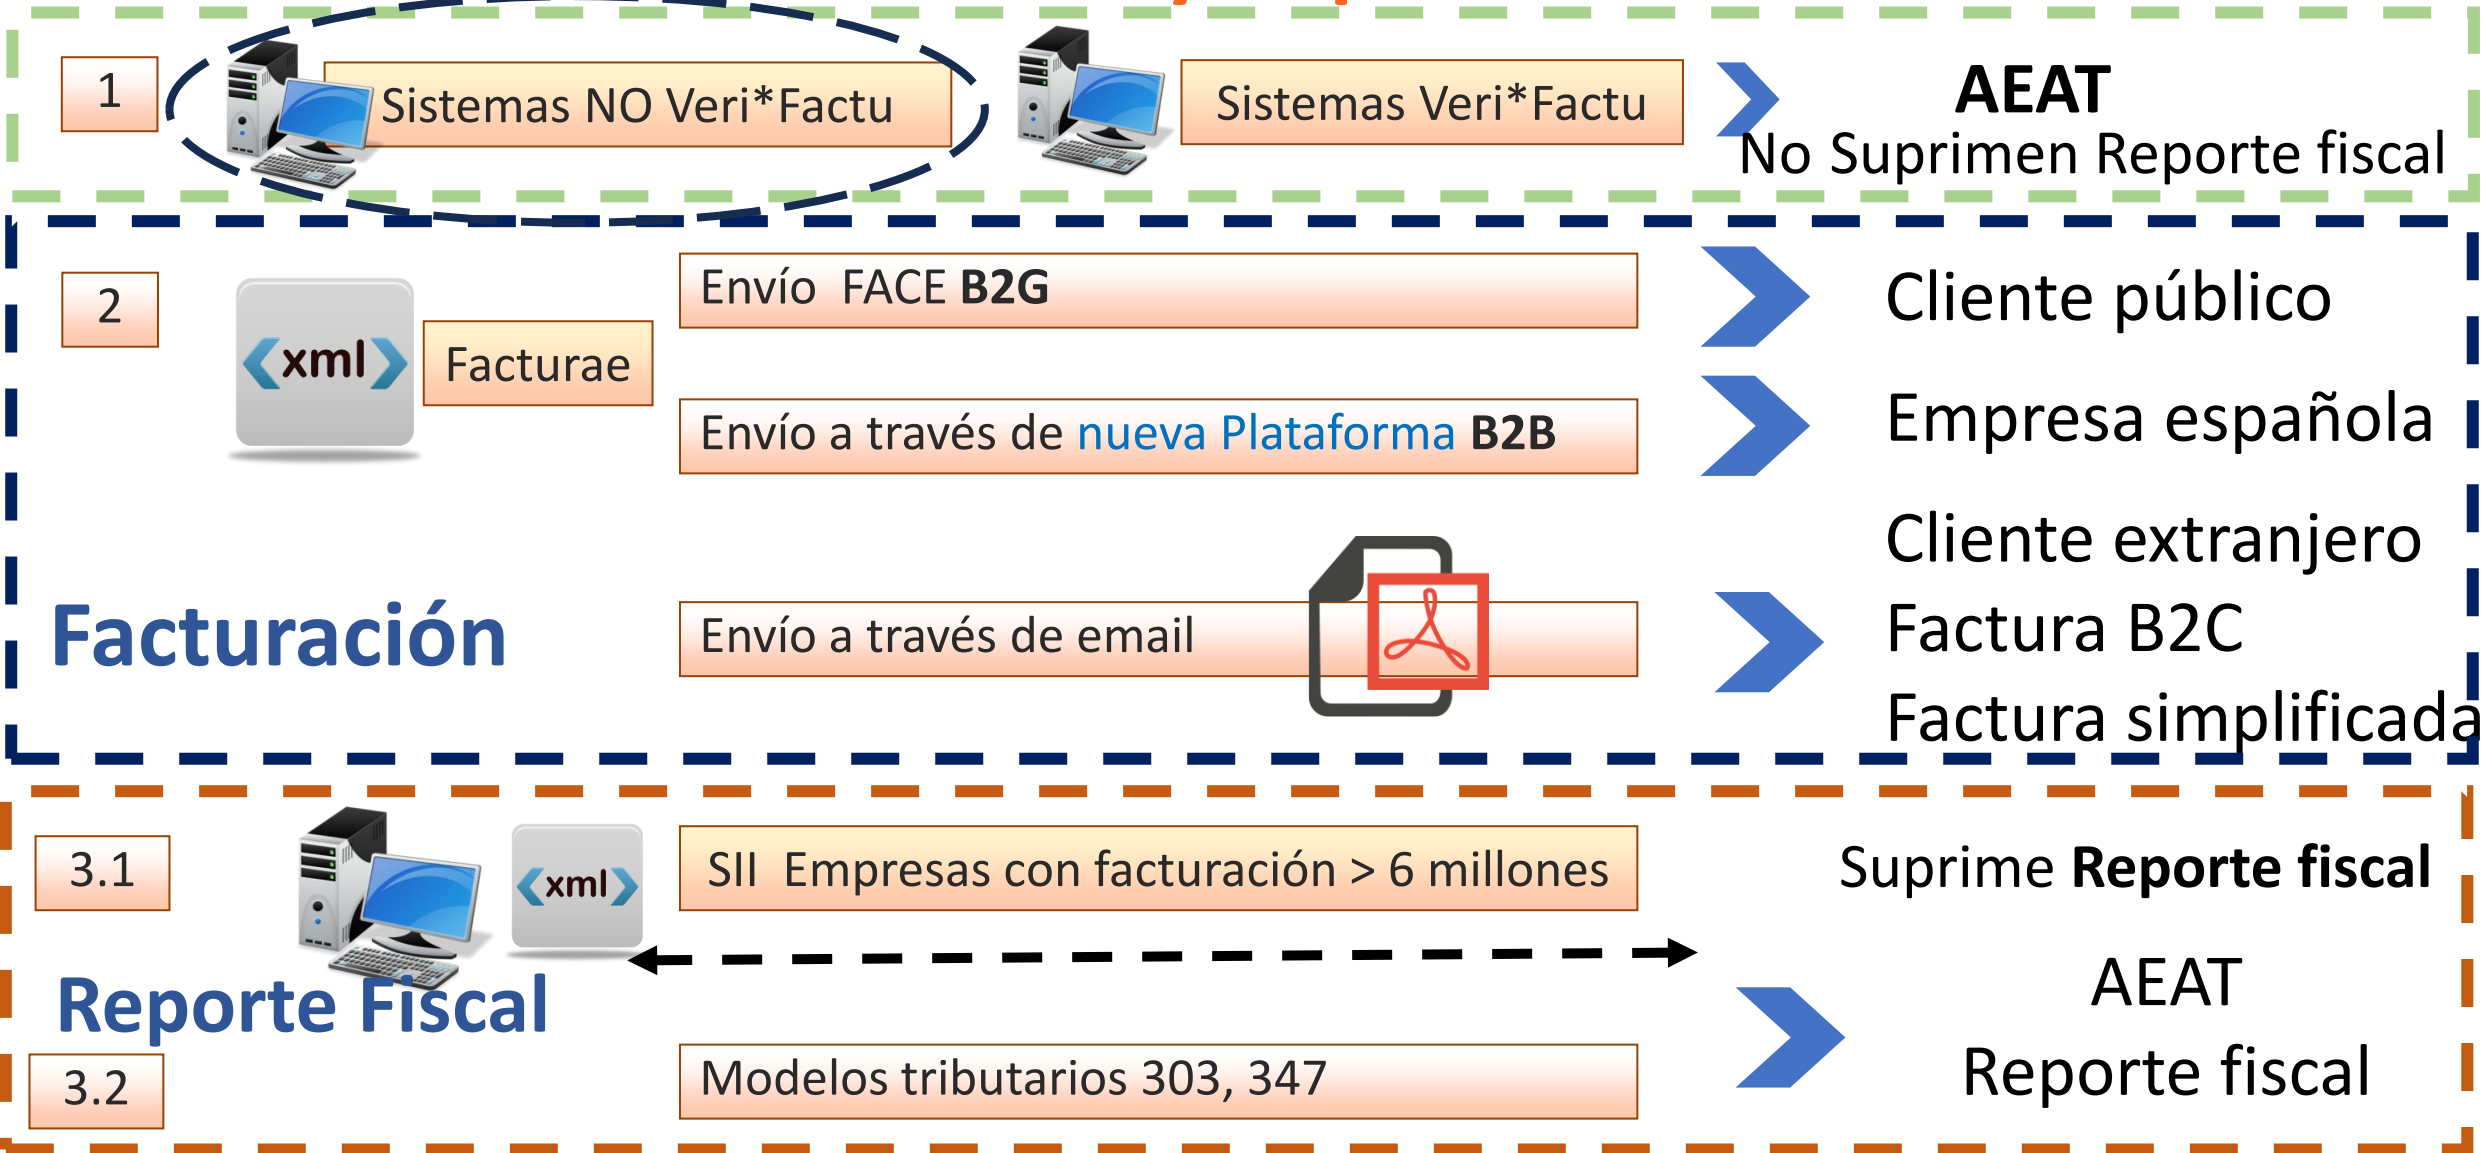 1
Sistemas NO Veri*Factu
Sistemas Veri*Factu
AEAT
No Suprimen Reporte fiscal
2
xml
Facturae
Envío FACE B2G
Cliente público
Envío a través de nueva Plataforma B2B
Empresa española
Cliente extranjero
Facturación
Envío a través de email
Factura B2C
Factura simplificada
3.1
xml
SII Empresas con facturación > 6 millones
Suprime Reporte fiscal
Reporte Fiscal
AEAT
Reporte fiscal
3.2
Modelos tributarios 303, 347